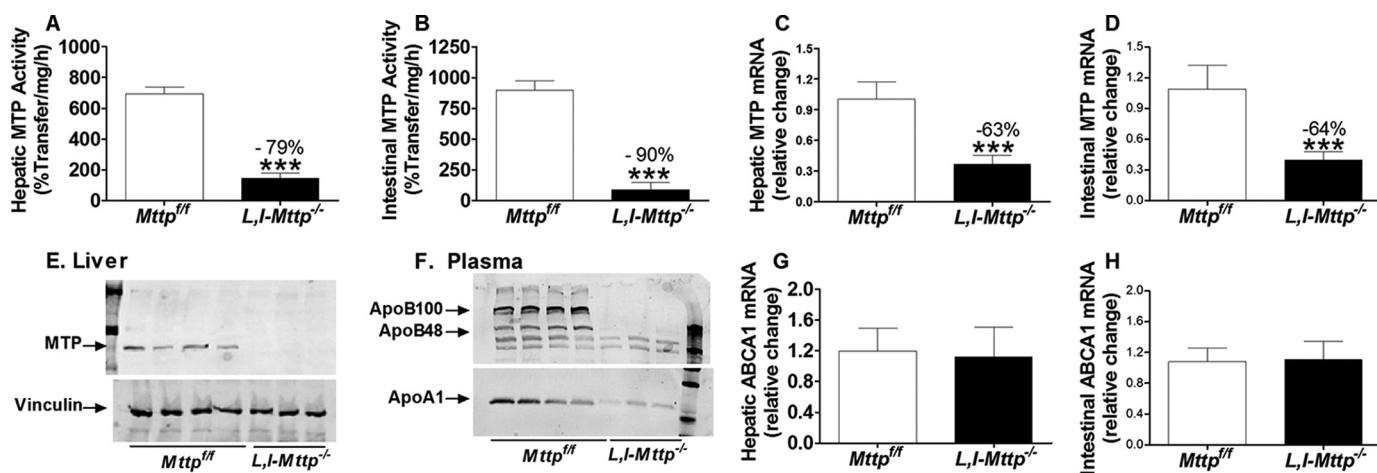 A
Hepatic MTP Activity
(%Transfer/mg/h)
1000
800
600
400
200
0
- 79%
***
Mttp^f/f
L,I-Mttp^-/-
B
Intestinal MTP Activity
(%Transfer/mg/h)
1250
1000
750
500
250
0
- 90%
***
Mttp^f/f
L,I-Mttp^-/-
C
Hepatic MTP mRNA
(relative change)
1.5
1.2
0.9
0.6
0.3
0.0
-63%
***
Mttp^f/f
L,I-Mttp^-/-
D
Intestinal MTP mRNA
(relative change)
1.5
1.2
0.9
0.6
0.3
0.0
-64%
***
Mttp^f/f
L,I-Mttp^-/-
E. Liver
MTP
Vinculin
Mttp^f/f
L,I-Mttp^-/-
F. Plasma
ApoB100
ApoB48
ApoA1
Mttp^f/f
L,I-Mttp^-/-
G
Hepatic ABCA1 mRNA
(relative change)
2.0
1.6
1.2
0.8
0.4
0.0
Mttp^f/f
L,I-Mttp^-/-
H
Intestinal ABCA1 mRNA
(relative change)
2.0
1.6
1.2
0.8
0.4
0.0
Mttp^f/f
L,I-Mttp^-/-